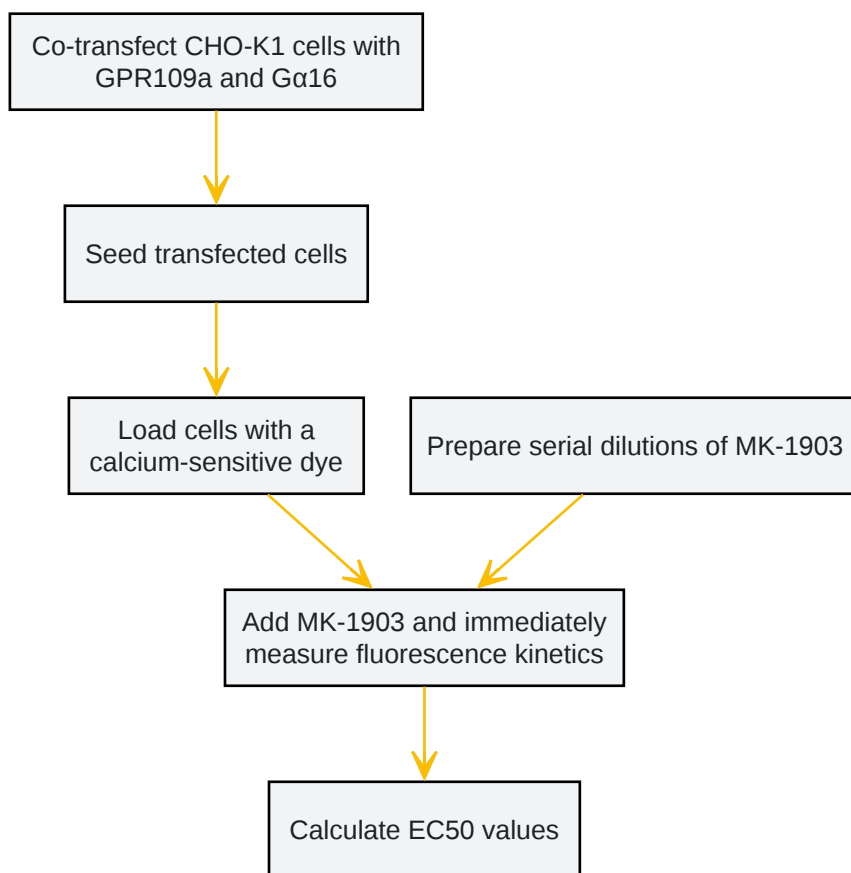 Co-transfect CHO-K1 cells with
GPR109a and Gα16
Seed transfected cells
Load cells with a
calcium-sensitive dye
Prepare serial dilutions of MK-1903
Add MK-1903 and immediately
measure fluorescence kinetics
Calculate EC50 values